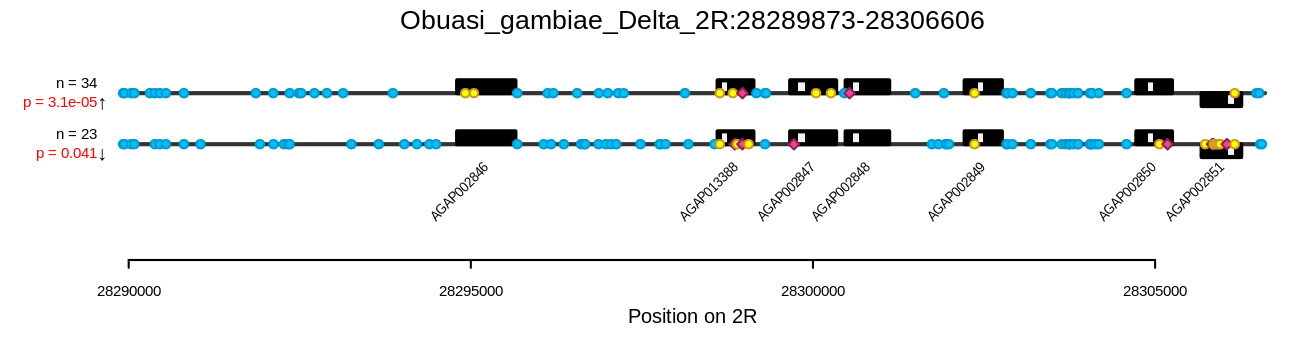 Obuasi_gambiae_Delta_2R:28289873-28306606
n = 34
p = 3.1e-05↑
n = 23
p = 0.041↓
AGAP002846
AGAP013388
AGAP002847
AGAP002848
AGAP002849
AGAP002850
AGAP002851
28290000
28295000
28300000
28305000
Position on 2R